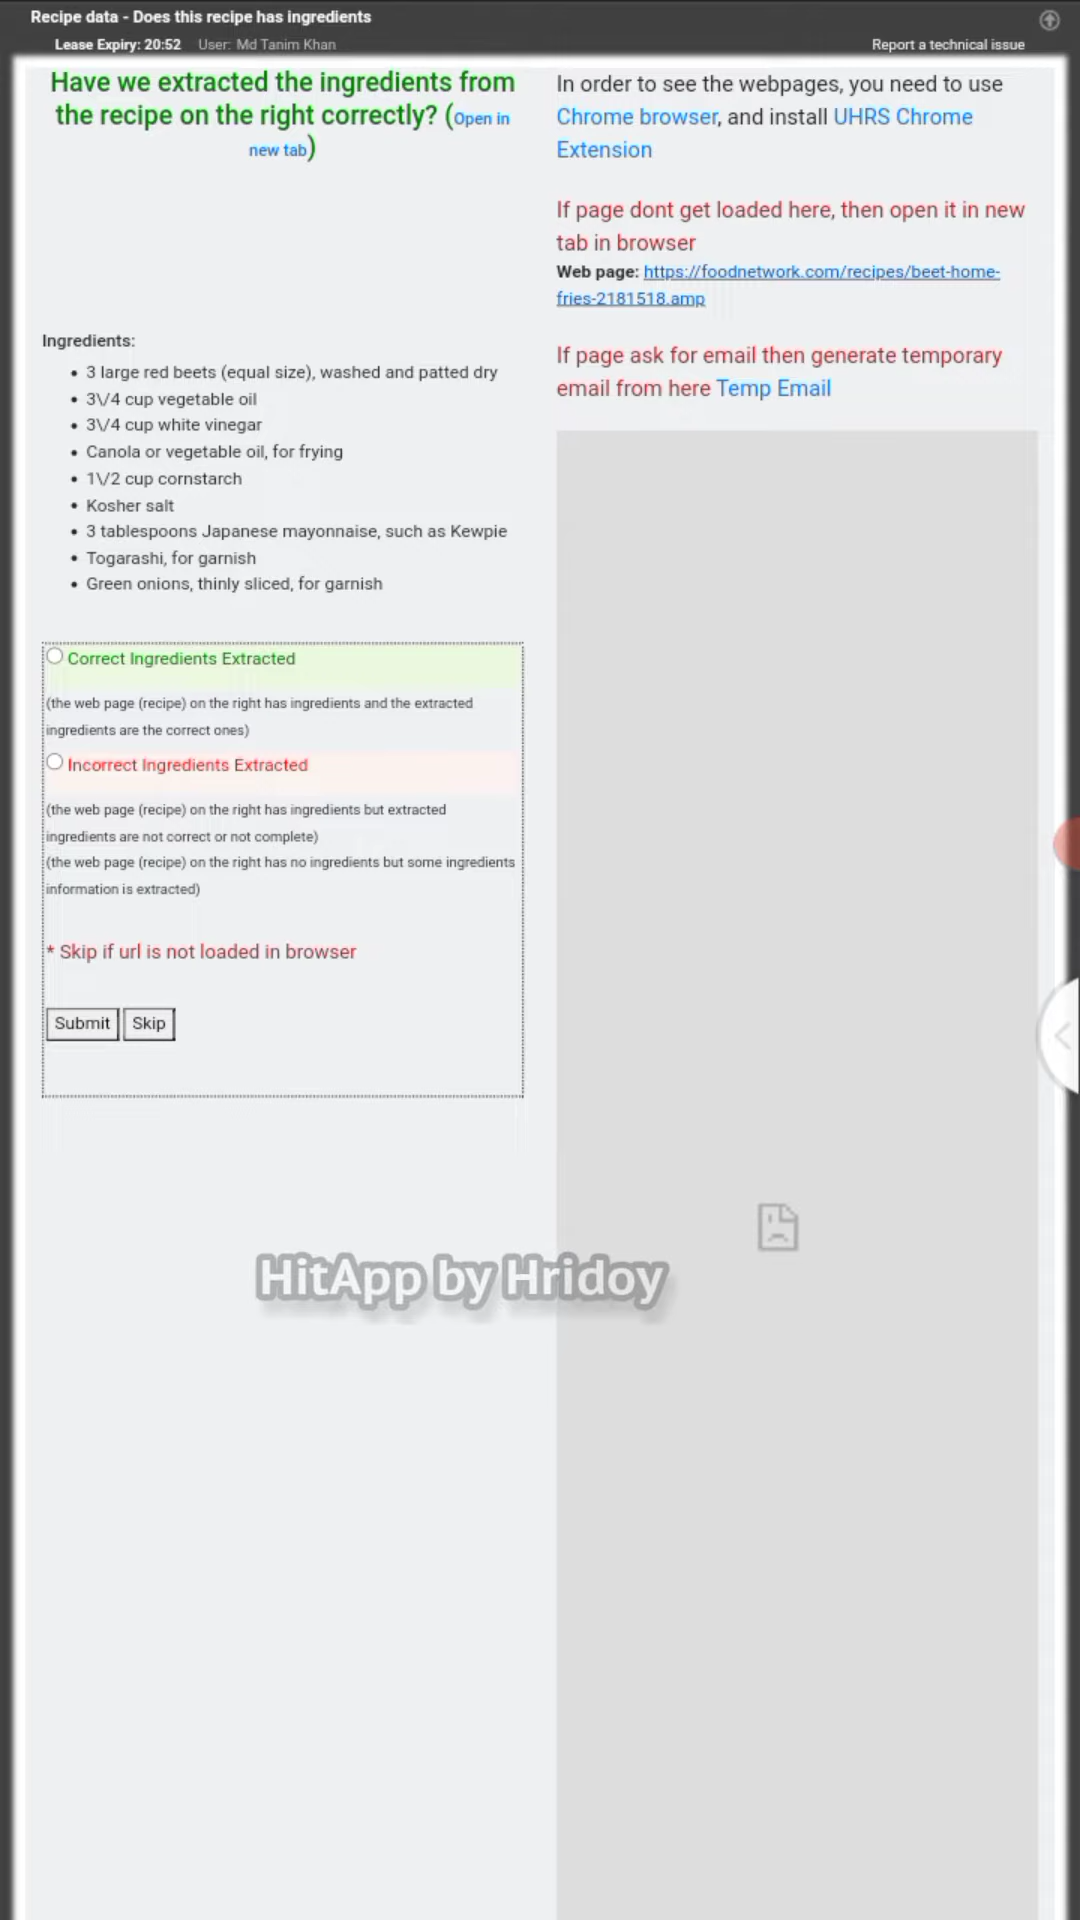 Recipe data - Does this recipe has ingredients
Lease Expiry: 20:52 User: Md Tanim Khan
Report a technical issue
Have we extracted the ingredients from
the recipe on the right correctly? (Open in
new tab)
Ingredients:
• 3 large red beets (equal size), washed and patted dry
• 3\/4 cup vegetable oil
• 3\/4 cup white vinegar
• Canola or vegetable oil, for frying
• 1\/2 cup cornstarch
• Kosher salt
• 3 tablespoons Japanese mayonnaise, such as Kewpie
• Togarashi, for garnish
• Green onions, thinly sliced, for garnish
Correct Ingredients Extracted
(the web page (recipe) on the right has ingredients and the extracted
ingredients are the correct ones)
Incorrect Ingredients Extracted
(the web page (recipe) on the right has ingredients but extracted
ingredients are not correct or not complete)
(the web page (recipe) on the right has no ingredients but some ingredients
information is extracted)
* Skip if url is not loaded in browser
Submit Skip
In order to see the webpages, you need to use
Chrome browser, and install UHRS Chrome
Extension
If page dont get loaded here, then open it in new
tab in browser
Web page: https://foodnetwork.com/recipes/beet-home-
fries-2181518.amp
If page ask for email then generate temporary
email from here Temp Email
HitApp by Hridoy